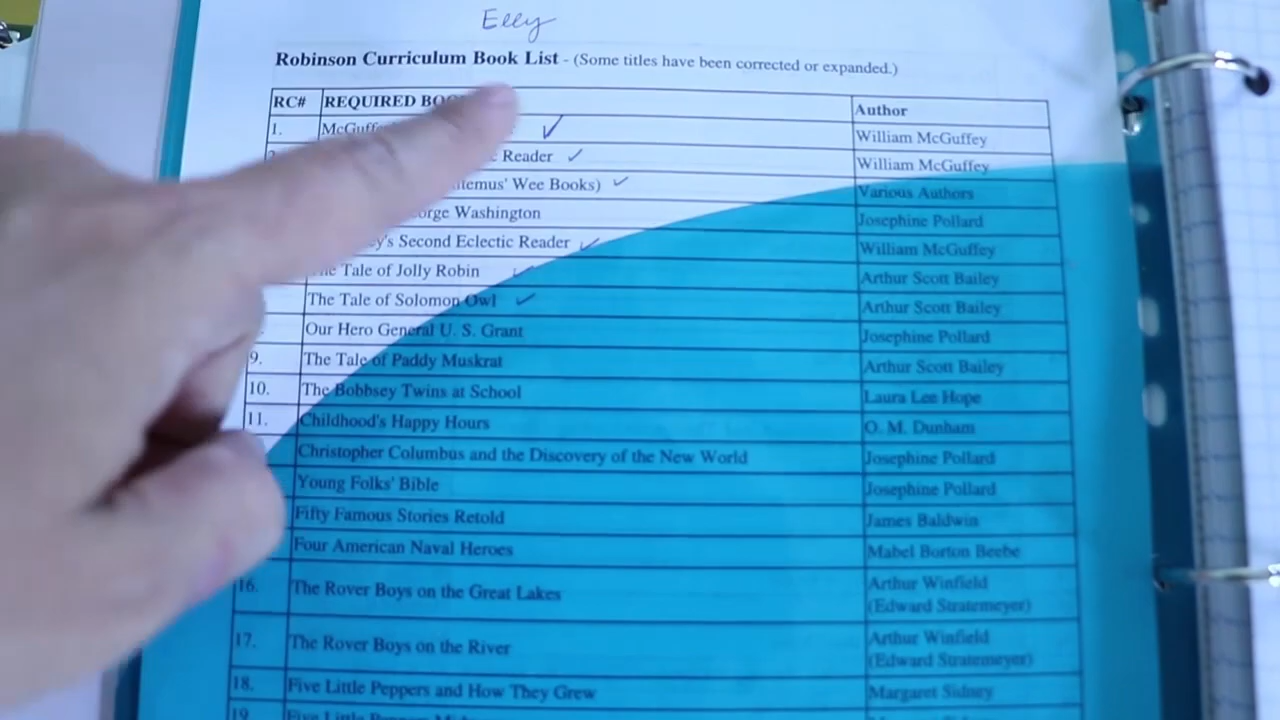 Elly
Robinson Curriculum Book List - (Some titles have been corrected or expanded.)
RC# REQUIRED Author
1. William McGuffey
Reader ✓ William McGuffey
Wee Books) ✓ Various Authors
Washington Josephine Pollard
Second Eclectic Reader ✓ William McGuffey
Tale of Jolly Robin ✓ Arthur Scott Bailey
The Tale of Solomon Owl ✓ Arthur Scott Bailey
Our Hero General U. S. Grant Josephine Pollard
9. The Tale of Paddy Muskrat Arthur Scott Bailey
10. The Bobbsey Twins at School Laura Lee Hope
11. Childhood's Happy Hours O. M. Dunham
Christopher Columbus and the Discovery of the New World Josephine Pollard
Young Folks' Bible Josephine Pollard
Fifty Famous Stories Retold James Baldwin
Four American Naval Heroes Mabel Borton Beebe
16. The Rover Boys on the Great Lakes Arthur Winfield
(Edward Stratemeyer)
17. The Rover Boys on the River Arthur Winfield
(Edward Stratemeyer)
18. Five Little Peppers and How They Grew Margaret Sidney
19. Five Little